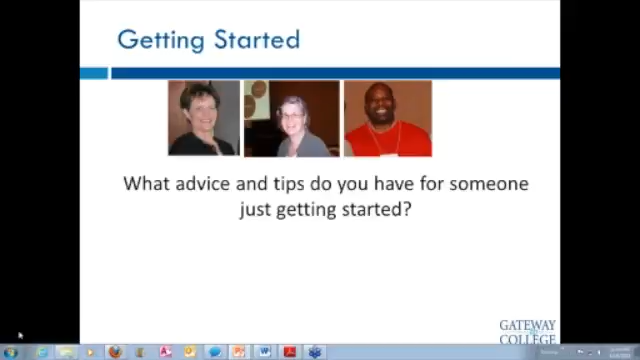 Getting Started
What advice and tips do you have for someone
just getting started?
GATEWAY
COLLEGE